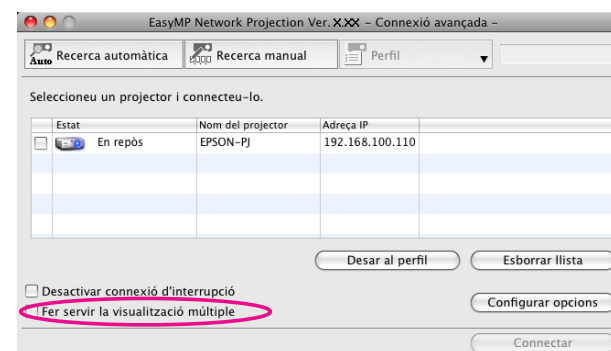 EasyMP Network Projection Ver. X.XX – Connexió avançada –
Auto Recerca automàtica Recerca manual Perfil
Seleccioneu un projector i connecteu-lo.
Estat Nom del projector Adreça IP
En repòs EPSON-PJ 192.168.100.110
Desar al perfil Esborrar llista
Desactivar connexió d'interrupció
Configurar opcions
Fer servir la visualització múltiple
Connectar